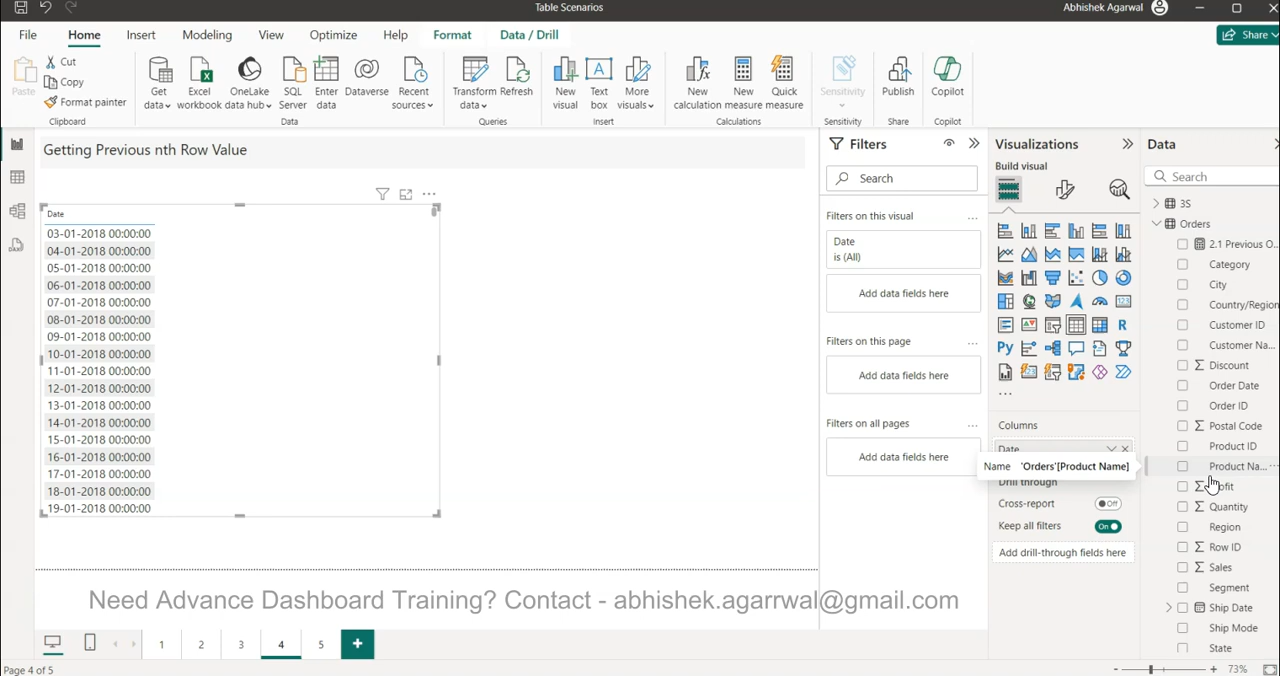 Table Scenarios
Abhishek Agarwal
File
Home
Insert
Modeling
View
Optimize
Help
Format
Data / Drill
Share
Paste
Cut
Copy
Format painter
Clipboard
Get data
Excel workbook
OneLake data hub
SQL Server
Enter data
Dataverse
Recent sources
Data
Transform data
Refresh
Queries
New visual
Text box
More visuals
Insert
New calculation
New measure
Quick measure
Calculations
Sensitivity
Sensitivity
Publish
Share
Copilot
Copilot
Getting Previous nth Row Value
Date
03-01-2018 00:00:00
04-01-2018 00:00:00
05-01-2018 00:00:00
06-01-2018 00:00:00
07-01-2018 00:00:00
08-01-2018 00:00:00
09-01-2018 00:00:00
10-01-2018 00:00:00
11-01-2018 00:00:00
12-01-2018 00:00:00
13-01-2018 00:00:00
14-01-2018 00:00:00
15-01-2018 00:00:00
16-01-2018 00:00:00
17-01-2018 00:00:00
18-01-2018 00:00:00
19-01-2018 00:00:00
Need Advance Dashboard Training? Contact - abhishek.agarrwal@gmail.com
1
2
3
4
5
Page 4 of 5
Filters
Search
Filters on this visual
Date
is (All)
Add data fields here
Filters on this page
Add data fields here
Filters on all pages
Add data fields here
Visualizations
Build visual
R
Py
Columns
Date
Name 'Orders'[Product Name]
Drill through
Cross-report
Off
Keep all filters
On
Add drill-through fields here
Data
Search
3S
Orders
2.1 Previous O...
Category
City
Country/Region
Customer ID
Customer Na...
Discount
Order Date
Order ID
Postal Code
Product ID
Product Na...
Quantity
Region
Row ID
Sales
Segment
Ship Date
Ship Mode
State
73%